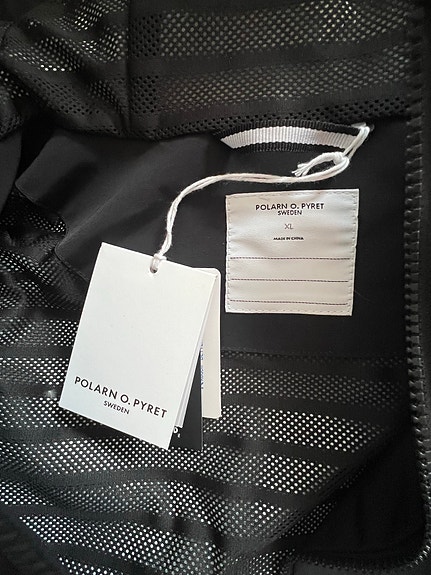 POLARN O. PYRET
SWEDEN
XL
MADE IN CHINA
POLARN O. PYRET
SWEDEN